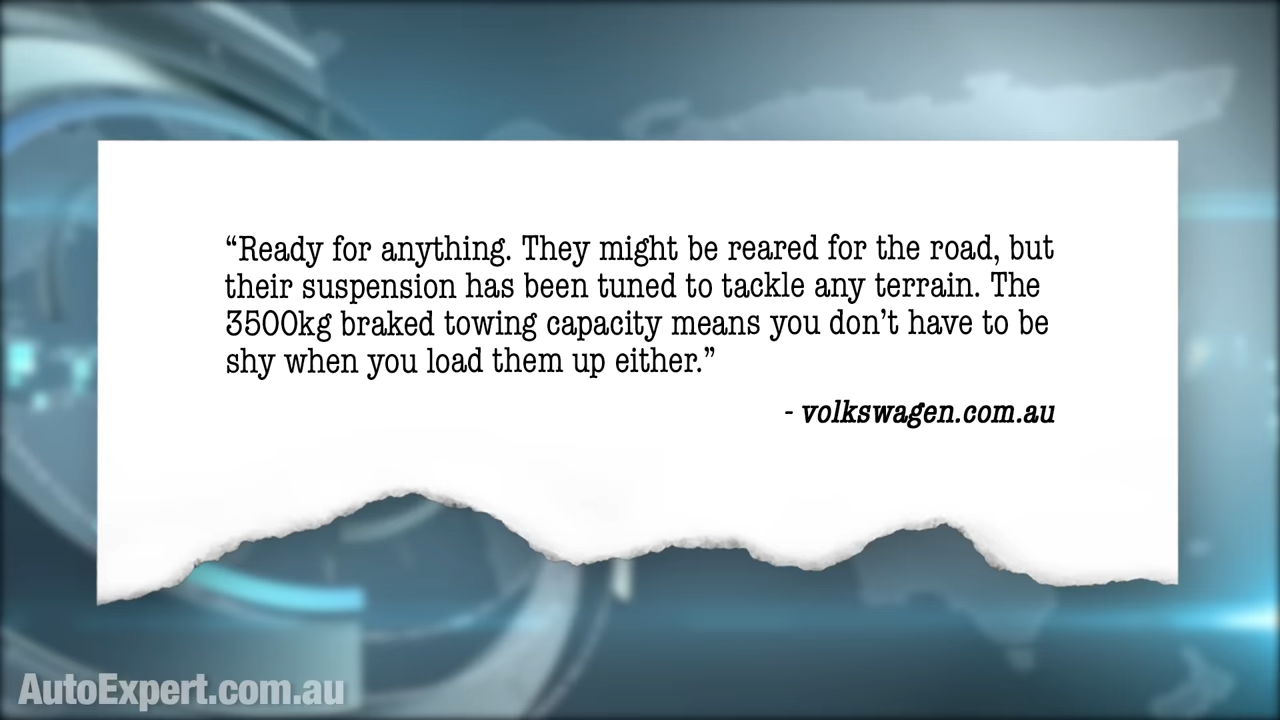 “Ready for anything. They might be reared for the road, but
their suspension has been tuned to tackle any terrain. The
3500kg braked towing capacity means you don’t have to be
shy when you load them up either.”
- volkswagen.com.au
AutoExpert.com.au